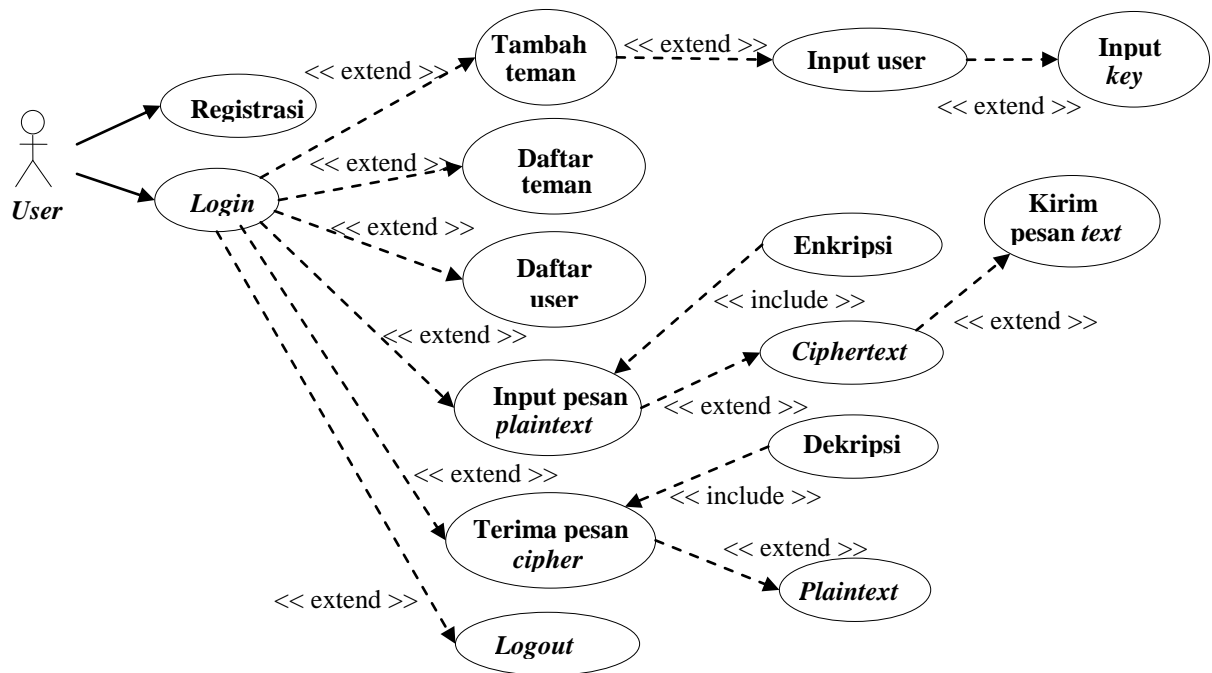 Tambah
teman
<< extend >>
Input user
Input
key
<< extend >>
<< extend >>
Registrasi
User
Login
<< extend >>
Daftar
teman
<< extend >>
Daftar
user
Kirim
pesan text
Enkripsi
<< include >>
<< extend >>
<< extend >>
Ciphertext
Input pesan
plaintext
<< extend >>
Dekripsi
<< extend >>
<< include >>
Terima pesan
cipher
<< extend >>
Plaintext
<< extend >>
Logout